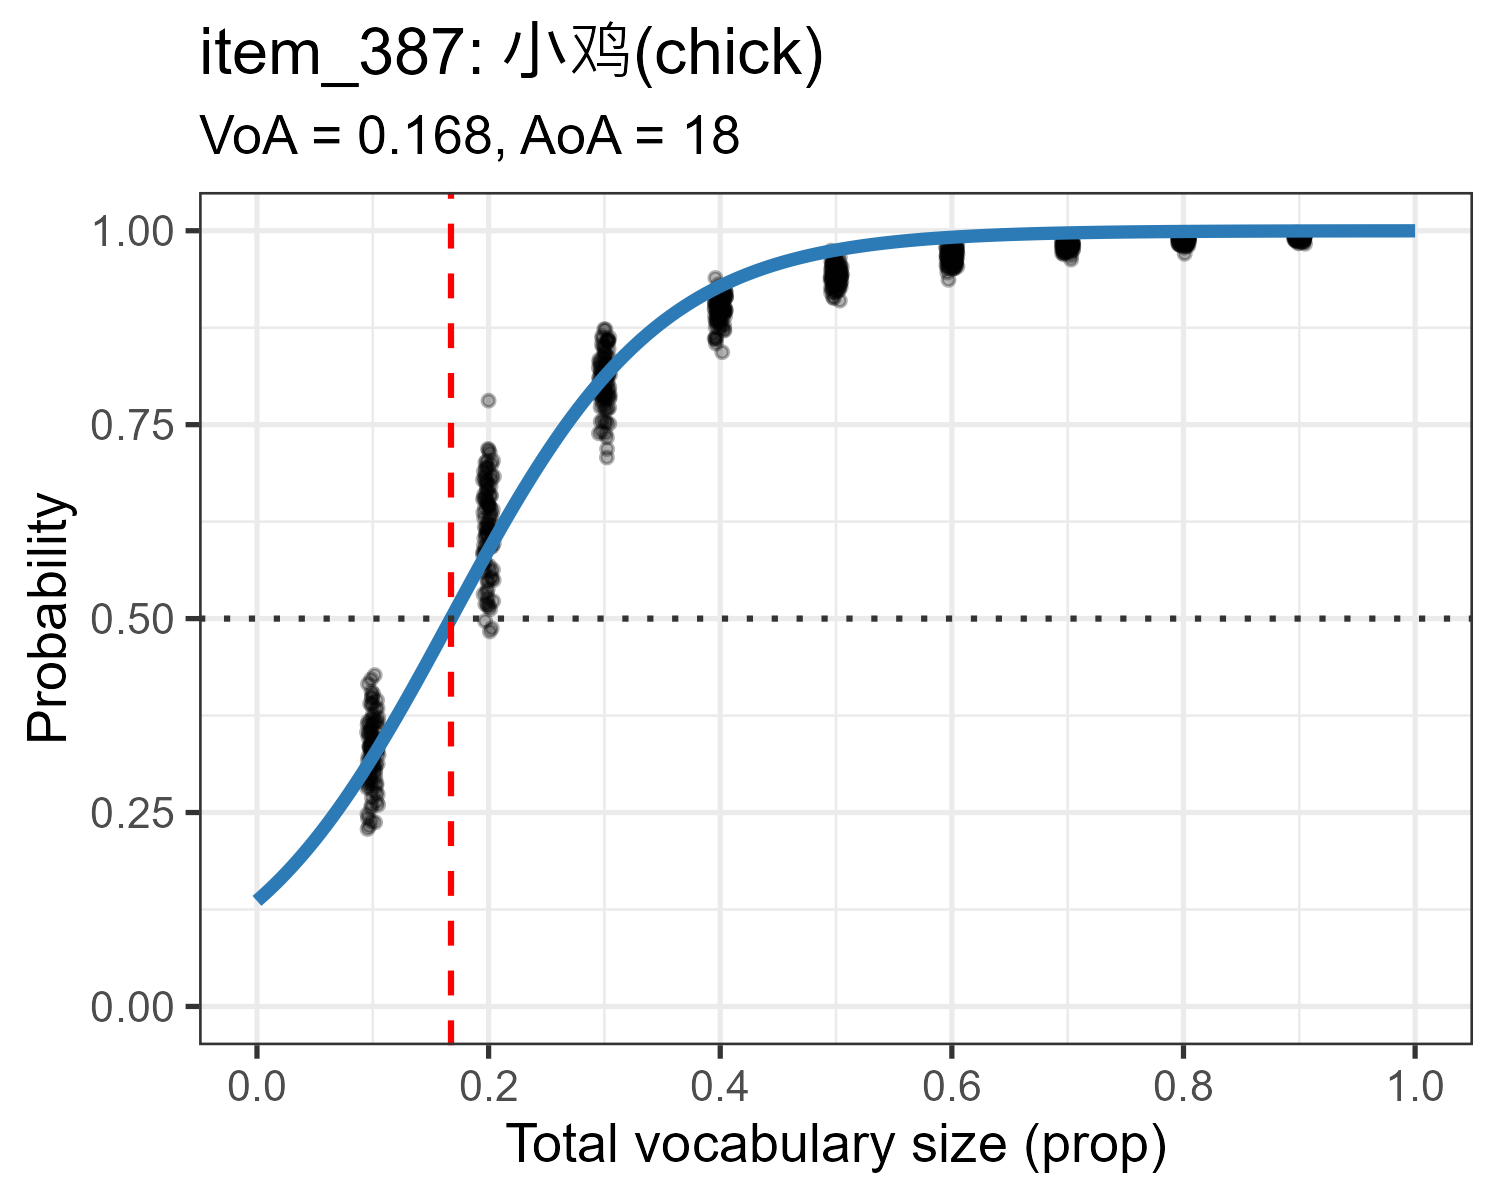 item_387: 小鸡(chick)
VoA = 0.168, AoA = 18
1.00
0.75
0.50
0.25
0.00
Probability
0.0 0.2 0.4 0.6 0.8 1.0
Total vocabulary size (prop)